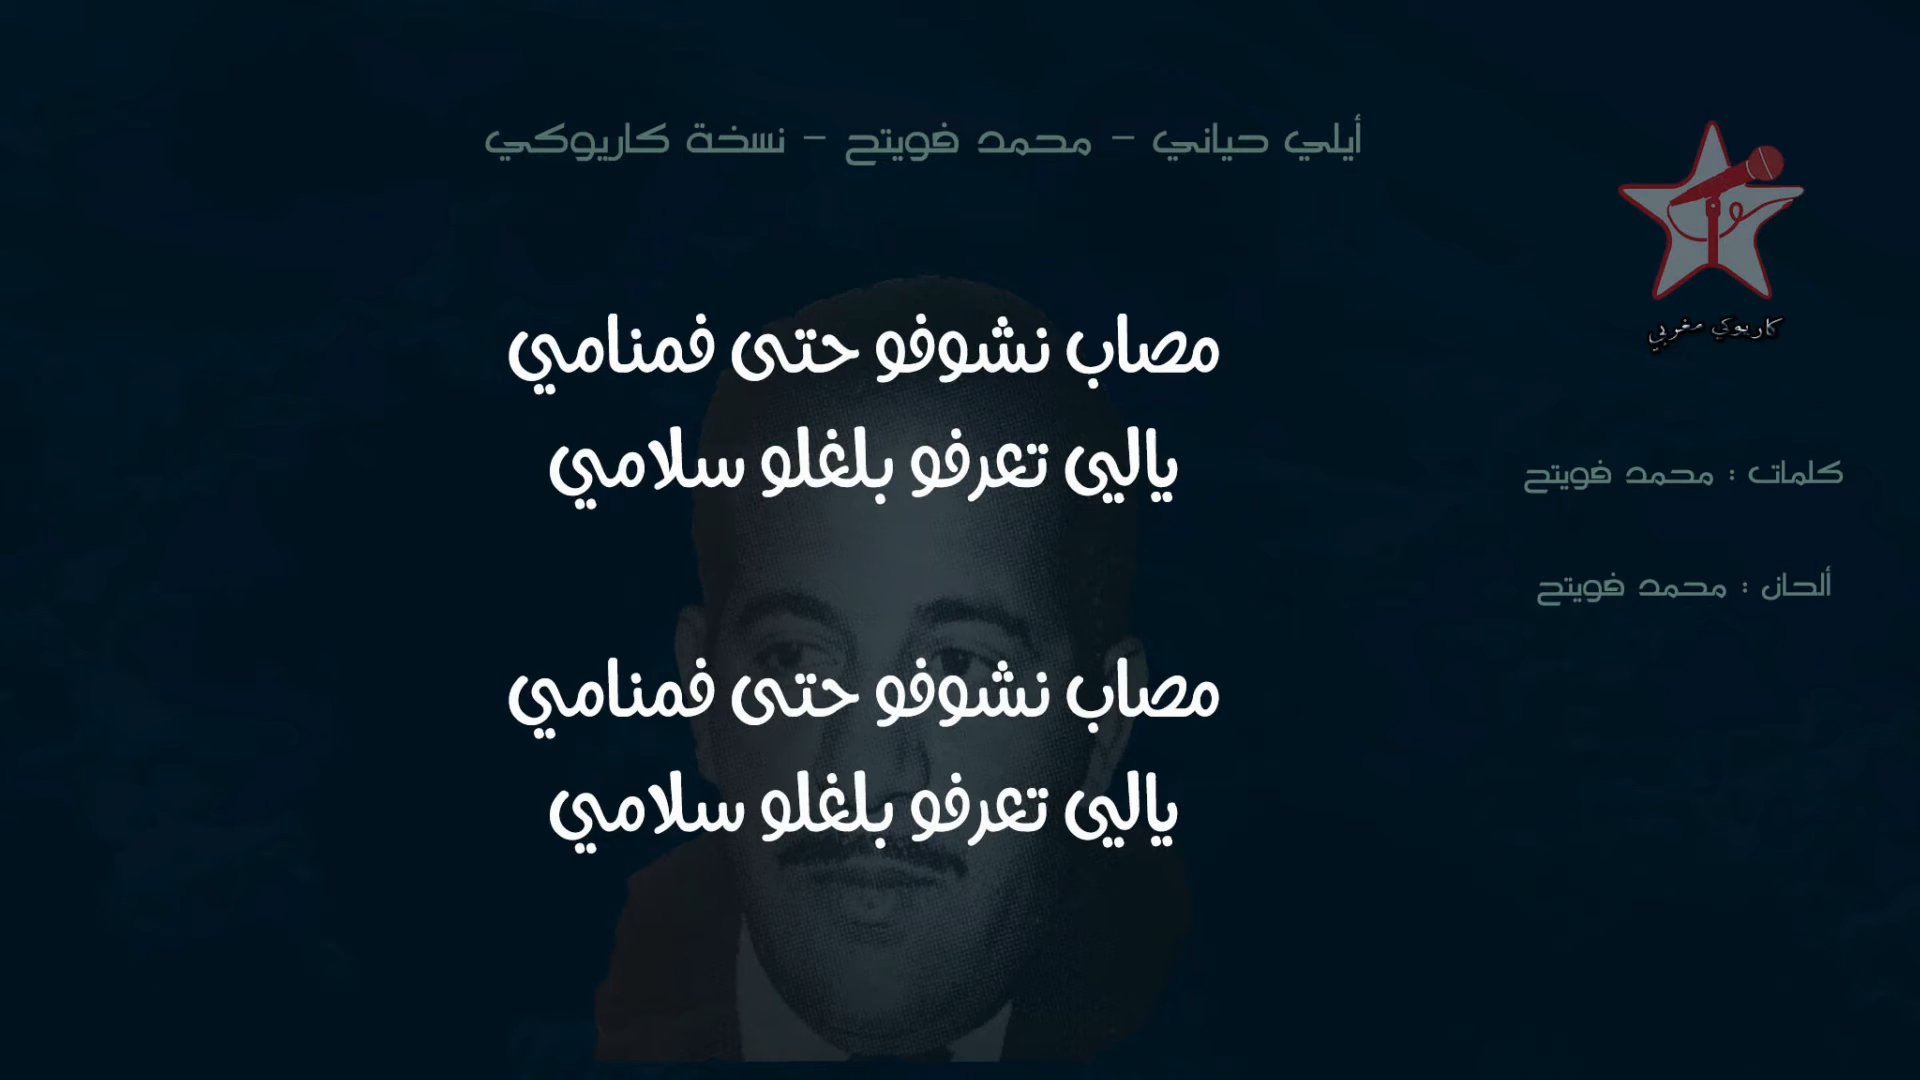 أيلي حياني - محمد فويتح - نسخة كاريوكي
كاريوكي مغربي
مصاب نشوفو حتى فمنامي
يالي تعرفو بلغلو سلامي
مصاب نشوفو حتى فمنامي
يالي تعرفو بلغلو سلامي
كلمات : محمد فويتح
ألحان : محمد فويتح